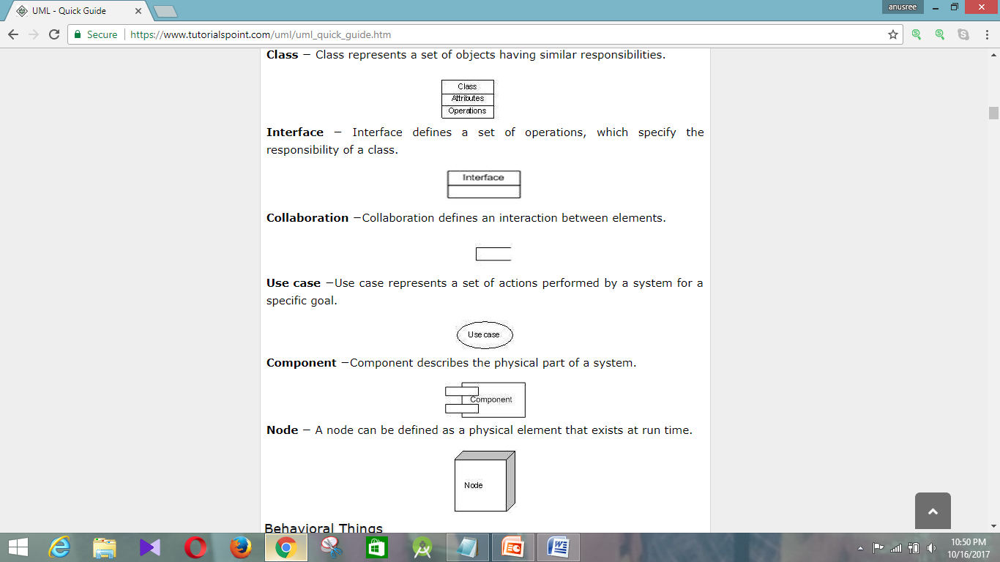 UML - Quick Guide
anusree
Secure
https://www.tutorialspoint.com/uml/uml_quick_guide.htm
Class − Class represents a set of objects having similar responsibilities.
Class
Attributes
Operations
Interface − Interface defines a set of operations, which specify the
responsibility of a class.
Interface
Collaboration −Collaboration defines an interaction between elements.
Use case −Use case represents a set of actions performed by a system for a
specific goal.
Use case
Component −Component describes the physical part of a system.
Component
Node − A node can be defined as a physical element that exists at run time.
Node
Behavioral Things
10:50 PM
10/16/2017